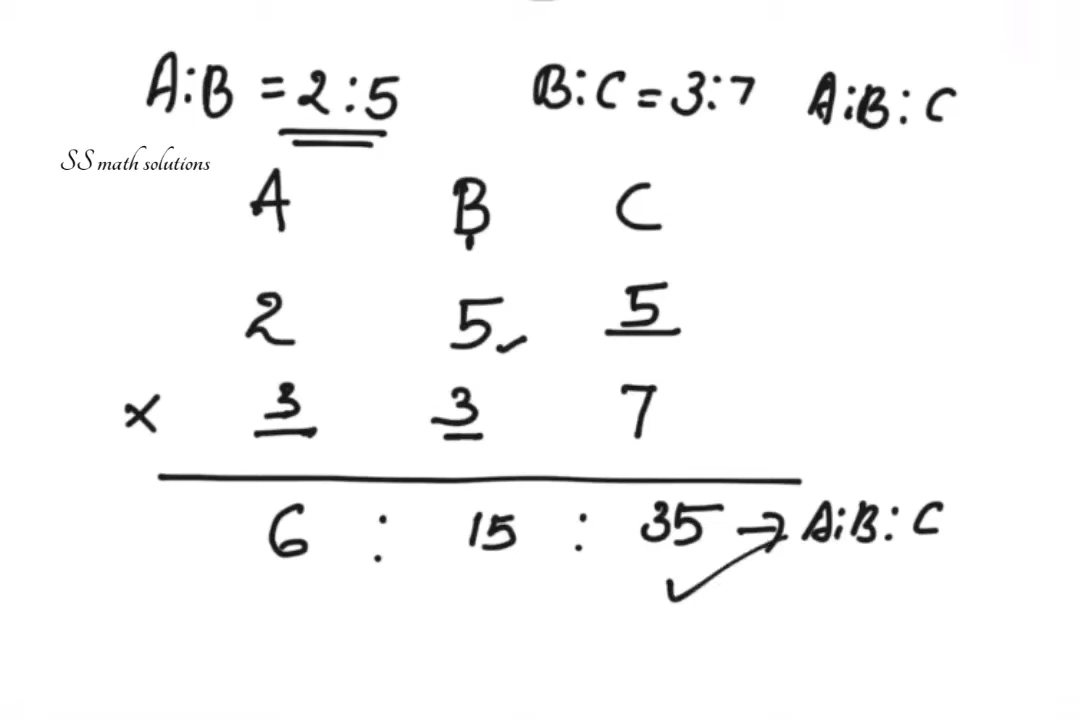 A:B = 2:5 B:C = 3:7 A:B:C
SS math solutions
A B C
2 5 5
× 3 3 7
6 : 15 : 35 → A:B:C